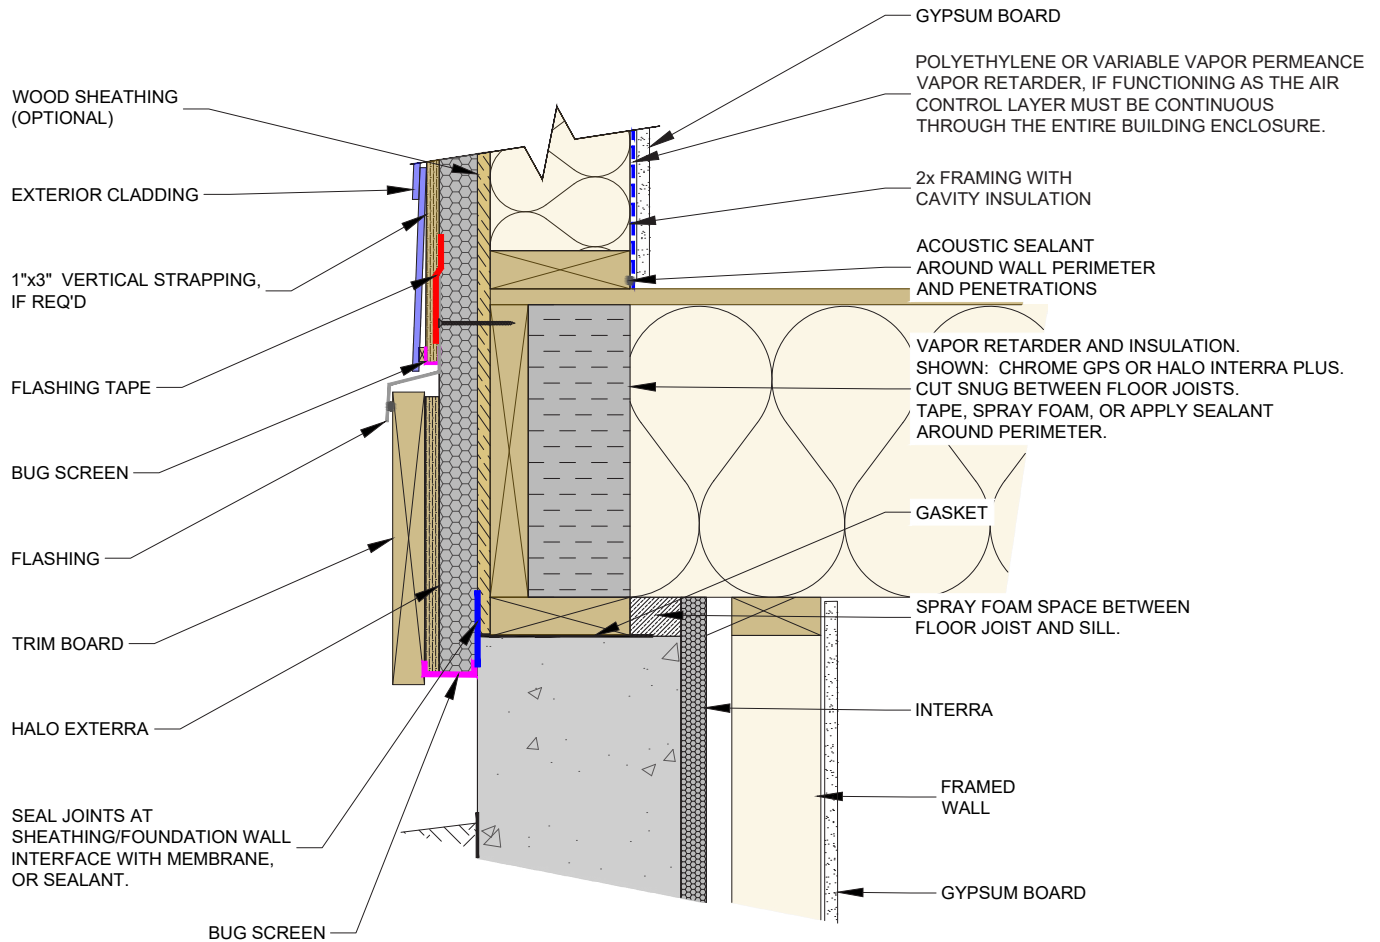 WOOD SHEATHING
(OPTIONAL)
EXTERIOR CLADDING
1"x3" VERTICAL STRAPPING,
IF REQ'D
FLASHING TAPE
BUG SCREEN
FLASHING
TRIM BOARD
HALO EXTERRA
SEAL JOINTS AT
SHEATHING/FOUNDATION WALL
INTERFACE WITH MEMBRANE,
OR SEALANT.
BUG SCREEN
GYPSUM BOARD
POLYETHYLENE OR VARIABLE VAPOR PERMEANCE
VAPOR RETARDER, IF FUNCTIONING AS THE AIR
CONTROL LAYER MUST BE CONTINUOUS
THROUGH THE ENTIRE BUILDING ENCLOSURE.
2x FRAMING WITH
CAVITY INSULATION
ACOUSTIC SEALANT
AROUND WALL PERIMETER
AND PENETRATIONS
VAPOR RETARDER AND INSULATION.
SHOWN: CHROME GPS OR HALO INTERRA PLUS.
CUT SNUG BETWEEN FLOOR JOISTS.
TAPE, SPRAY FOAM, OR APPLY SEALANT
AROUND PERIMETER.
GASKET
SPRAY FOAM SPACE BETWEEN
FLOOR JOIST AND SILL.
INTERRA
FRAMED
WALL
GYPSUM BOARD